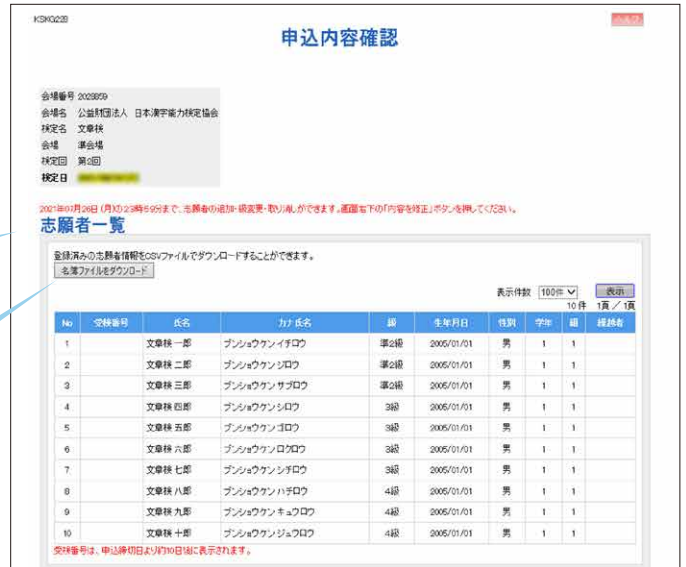 KSKG22B
ヘルプ
申込内容確認
会場番号 2029859
会場名 公益財団法人 日本漢字能力検定協会
検定名 文章検
会場 準会場
検定回 第2回
検定日
2021年07月26日(月)の23時59分まで、志願者の追加・級変更・取り消しができます。画面右下の「内容を修正」ボタンを押してください。
志願者一覧
登録済みの志願者情報をCSVファイルでダウンロードすることができます。
名簿ファイルをダウンロード
表示件数 100件 表示
10件 1頁／1頁
No 受検番号 氏名 カナ氏名 級 生年月日 性別 学年 組 繰越者
1 文章検 一郎 ブンショウケン イチロウ 準2級 2005/01/01 男 1 1
2 文章検 二郎 ブンショウケン ジロウ 準2級 2005/01/01 男 1 1
3 文章検 三郎 ブンショウケン サブロウ 準2級 2005/01/01 男 1 1
4 文章検 四郎 ブンショウケン シロウ 3級 2005/01/01 男 1 1
5 文章検 五郎 ブンショウケン ゴロウ 3級 2005/01/01 男 1 1
6 文章検 六郎 ブンショウケン ロクロウ 3級 2005/01/01 男 1 1
7 文章検 七郎 ブンショウケン シチロウ 3級 2005/01/01 男 1 1
8 文章検 八郎 ブンショウケン ハチロウ 4級 2005/01/01 男 1 1
9 文章検 九郎 ブンショウケン キュウロウ 4級 2005/01/01 男 1 1
10 文章検 十郎 ブンショウケン ジュウロウ 4級 2005/01/01 男 1 1
受検番号は、申込締切日より約10日後に表示されます。